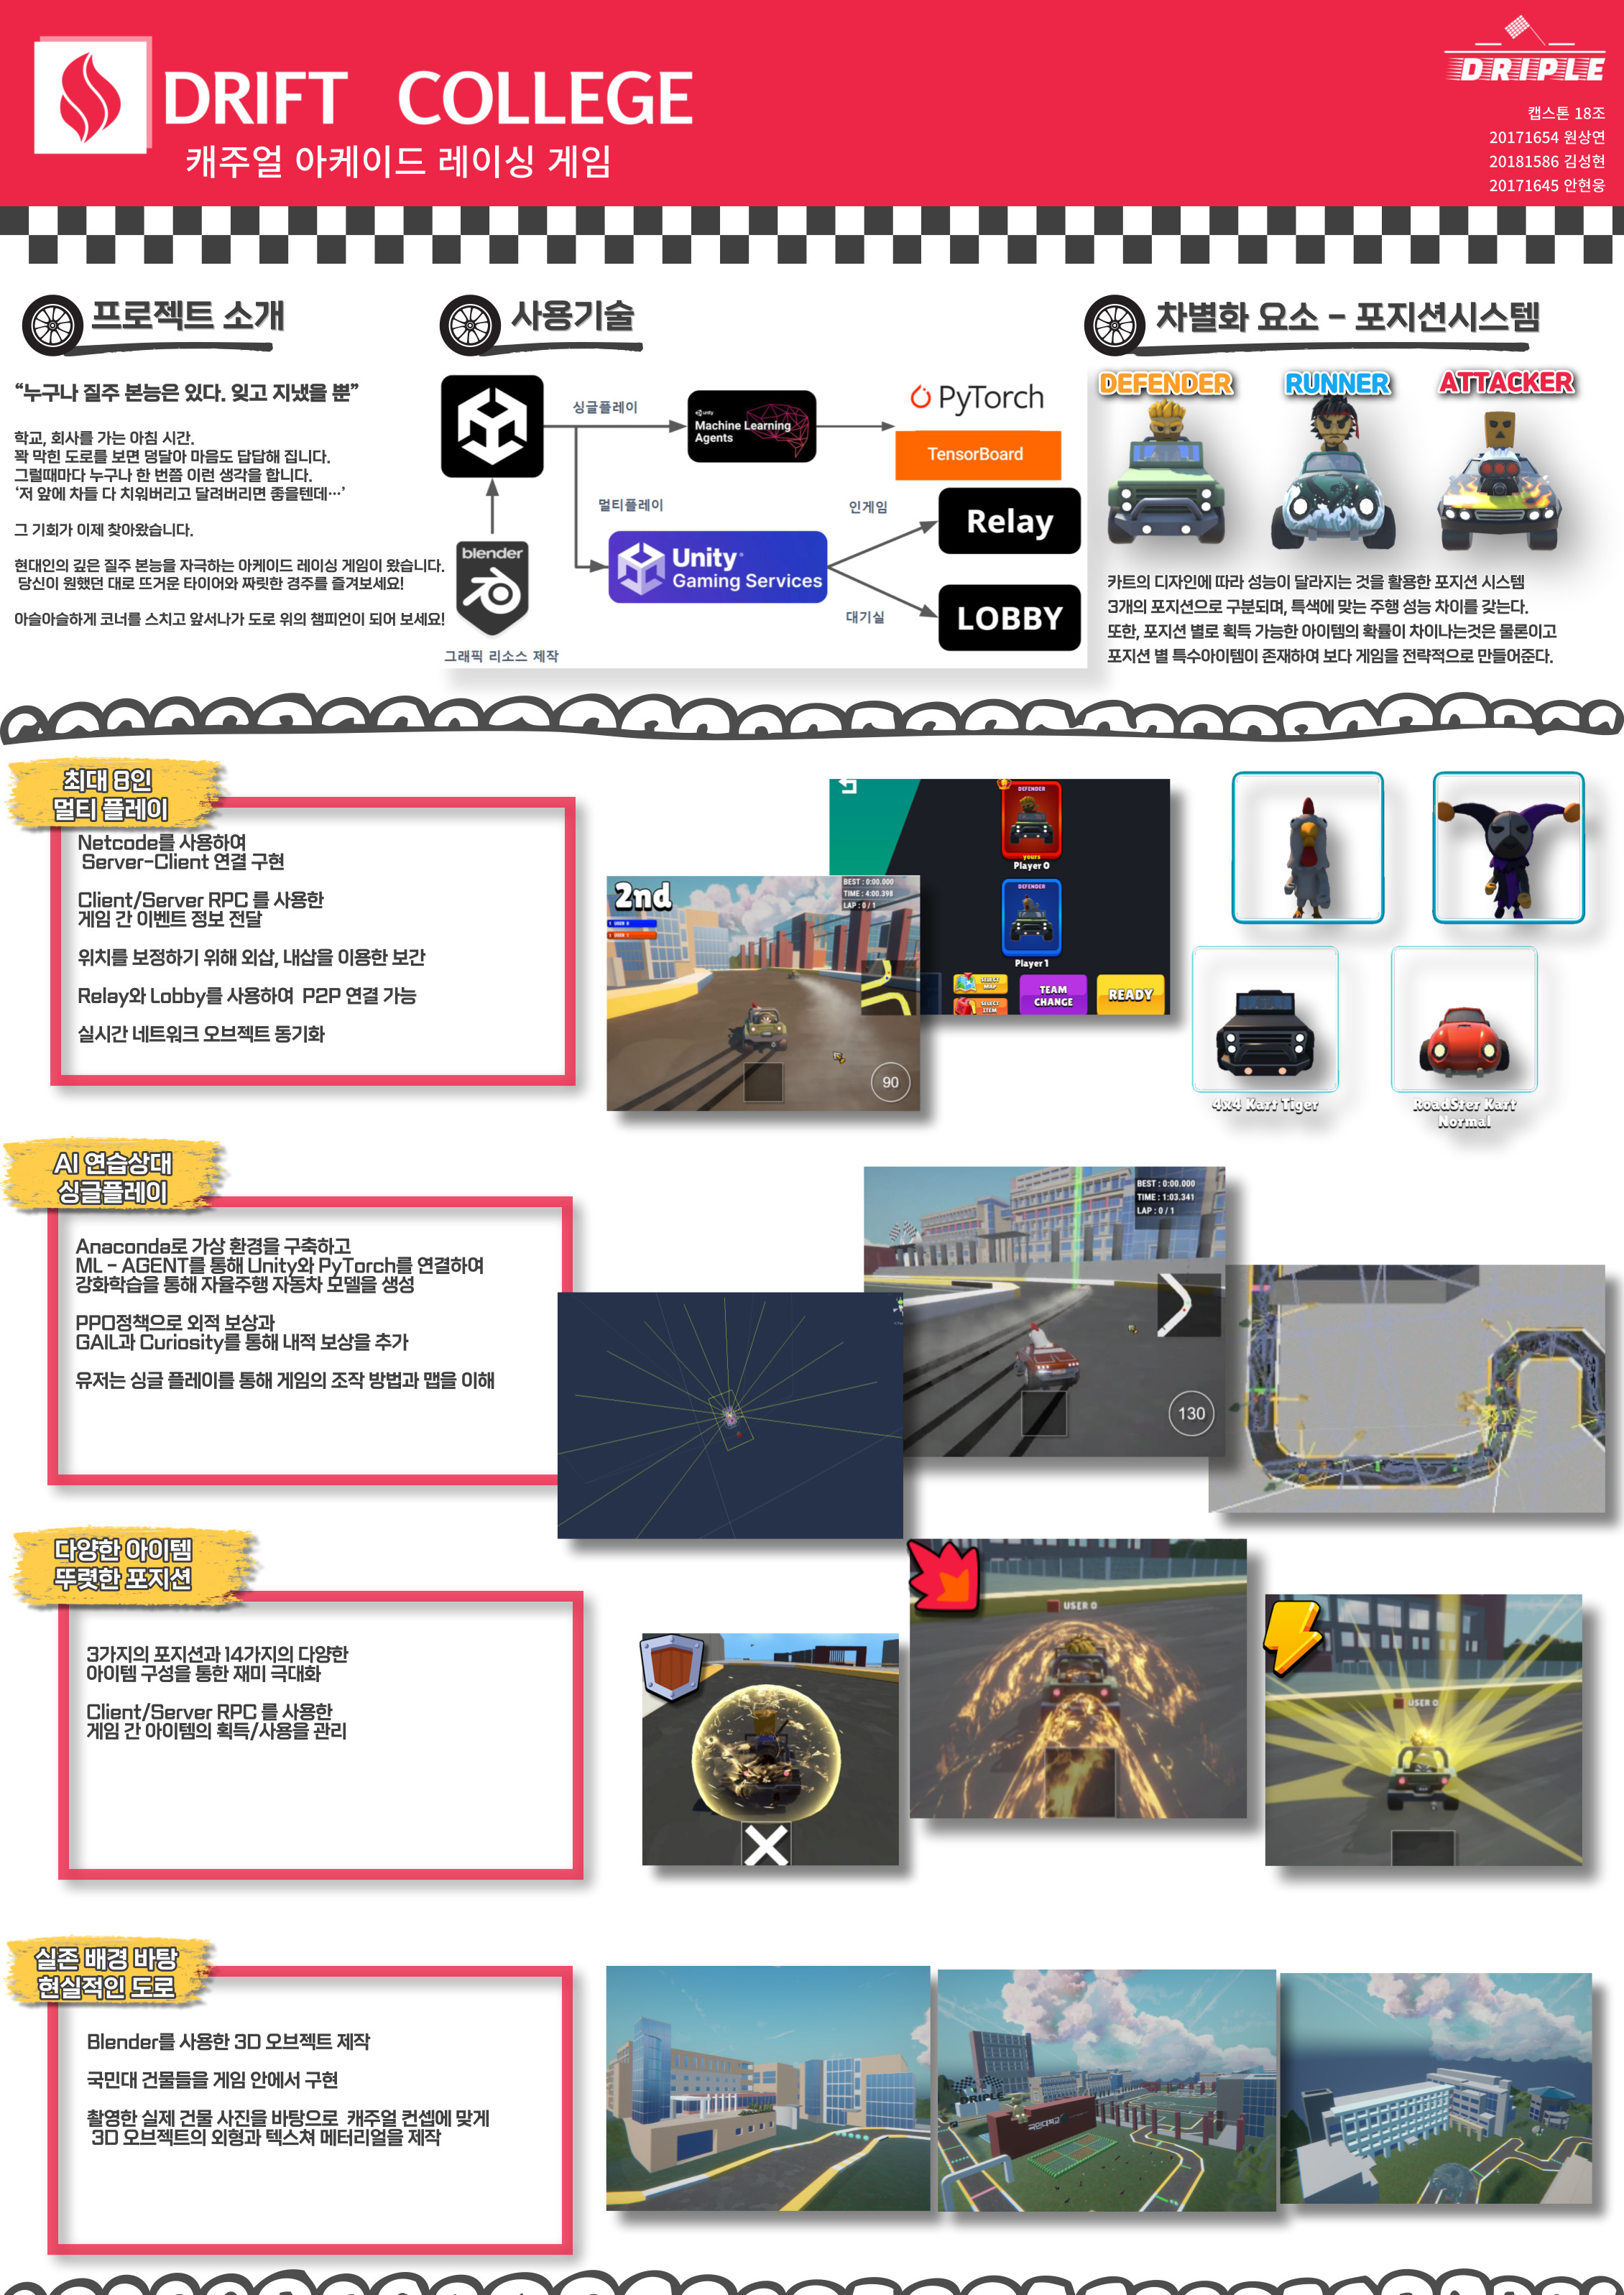 DRIFT COLLEGE
캐주얼 아케이드 레이싱 게임
DRIPLE
캡스톤 18조
20171654 원상연
20181586 김성현
20171645 안현웅
프로젝트 소개
“누구나 질주 본능은 있다. 잊고 지냈을 뿐”
학교, 회사를 가는 아침 시간.
꽉 막힌 도로를 보면 덩달아 마음도 답답해 집니다.
그럴때마다 누구나 한 번쯤 이런 생각을 합니다.
‘저 앞에 차들 다 치워버리고 달려버리면 좋을텐데…’
그 기회가 이제 찾아왔습니다.
현대인의 깊은 질주 본능을 자극하는 아케이드 레이싱 게임이 왔습니다.
당신이 원했던 대로 뜨거운 타이어와 짜릿한 경주를 즐겨보세요!
아슬아슬하게 코너를 스치고 앞서나가 도로 위의 챔피언이 되어 보세요!
사용기술
싱글플레이
unity
Machine Learning
Agents
PyTorch
TensorBoard
멀티플레이
인게임
Relay
blender
Unity
Gaming Services
대기실
LOBBY
그래픽 리소스 제작
차별화 요소 - 포지션시스템
DEFENDER
RUNNER
ATTACKER
카트의 디자인에 따라 성능이 달라지는 것을 활용한 포지션 시스템
3개의 포지션으로 구분되며, 특색에 맞는 주행 성능 차이를 갖는다.
또한, 포지션 별로 획득 가능한 아이템의 확률이 차이나는것은 물론이고
포지션 별 특수아이템이 존재하여 보다 게임을 전략적으로 만들어준다.
최대 8인
멀티 플레이
Netcode를 사용하여
Server-Client 연결 구현
Client/Server RPC 를 사용한
게임 간 이벤트 정보 전달
위치를 보정하기 위해 외삽, 내삽을 이용한 보간
Relay와 Lobby를 사용하여 P2P 연결 가능
실시간 네트워크 오브젝트 동기화
2nd
BEST : 0:00.000
TIME : 4:00.398
LAP : 0 / 1
1 USER 0
2 USER 1
90
DEFENDER
yours
Player 0
DEFENDER
Player 1
SELECT MAP
SELECT ITEM
TEAM CHANGE
READY
4x4 Kart Tiger
RoadSter Kart
Normal
AI 연습상대
싱글플레이
Anaconda로 가상 환경을 구축하고
ML - AGENT를 통해 Unity와 PyTorch를 연결하여
강화학습을 통해 자율주행 자동차 모델을 생성
PPO정책으로 외적 보상과
GAIL과 Curiosity를 통해 내적 보상을 추가
유저는 싱글 플레이를 통해 게임의 조작 방법과 맵을 이해
BEST : 0:00.000
TIME : 1:03.341
LAP : 0 / 1
130
다양한 아이템
뚜렷한 포지션
3가지의 포지션과 14가지의 다양한
아이템 구성을 통한 재미 극대화
Client/Server RPC 를 사용한
게임 간 아이템의 획득/사용을 관리
USER 0
USER 0
실존 배경 바탕
현실적인 도로
Blender를 사용한 3D 오브젝트 제작
국민대 건물들을 게임 안에서 구현
촬영한 실제 건물 사진을 바탕으로 캐주얼 컨셉에 맞게
3D 오브젝트의 외형과 텍스쳐 메터리얼을 제작
DRIPLE